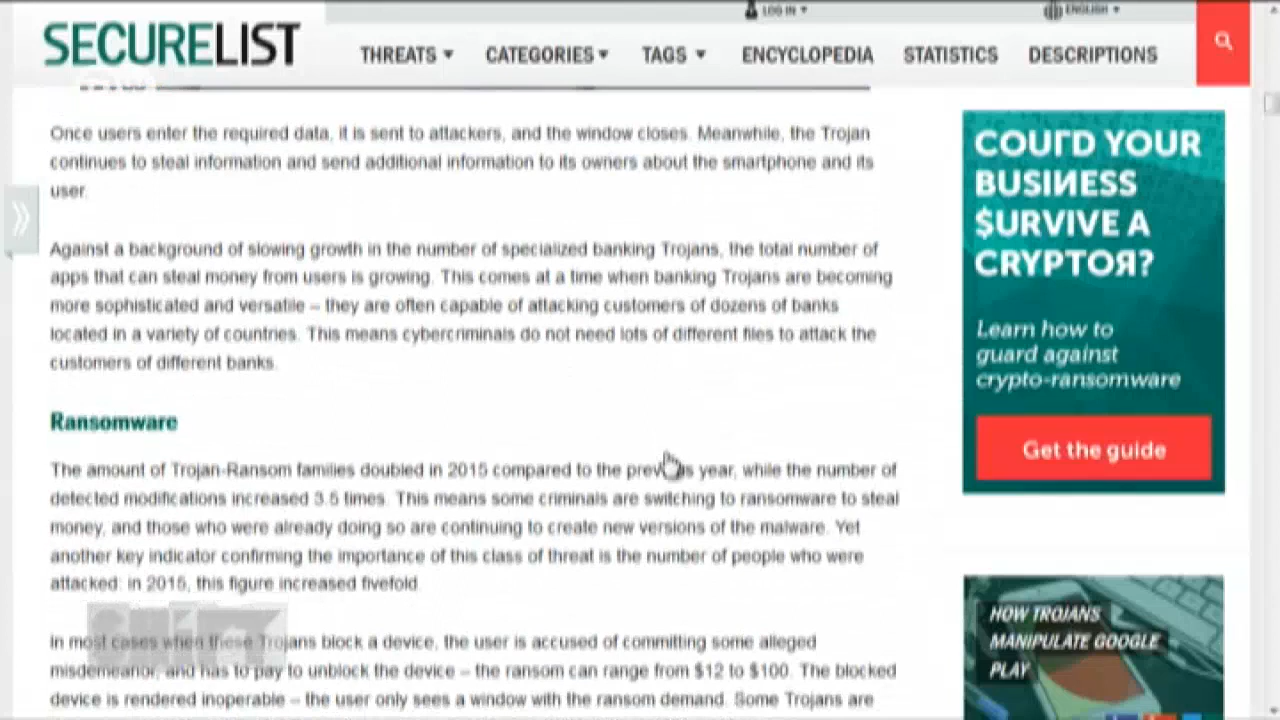 LOG IN
ENGLISH
SECURELIST
THREATS
CATEGORIES
TAGS
ENCYCLOPEDIA
STATISTICS
DESCRIPTIONS
Once users enter the required data, it is sent to attackers, and the window closes. Meanwhile, the Trojan
continues to steal information and send additional information to its owners about the smartphone and its
user.
Against a background of slowing growth in the number of specialized banking Trojans, the total number of
apps that can steal money from users is growing. This comes at a time when banking Trojans are becoming
more sophisticated and versatile – they are often capable of attacking customers of dozens of banks
located in a variety of countries. This means cybercriminals do not need lots of different files to attack the
customers of different banks.
Ransomware
The amount of Trojan-Ransom families doubled in 2015 compared to the previous year, while the number of
detected modifications increased 3.5 times. This means some criminals are switching to ransomware to steal
money, and those who were already doing so are continuing to create new versions of the malware. Yet
another key indicator confirming the importance of this class of threat is the number of people who were
attacked: in 2015, this figure increased fivefold.
In most cases when these Trojans block a device, the user is accused of committing some alleged
misdemeanor, and has to pay to unblock the device – the ransom can range from $12 to $100. The blocked
device is rendered inoperable – the user only sees a window with the ransom demand. Some Trojans are
COUГD YOUR
BUSIИESS
$URVIVE A
CRYPTOЯ?
Learn how to
guard against
crypto-ransomware
Get the guide
HOW TROJANS
MANIPULATE GOOGLE
PLAY